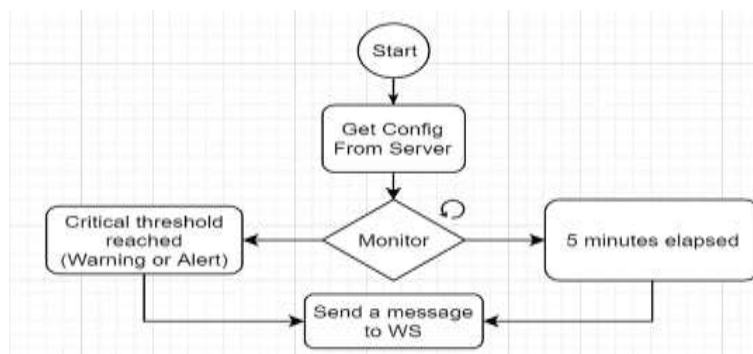 Start
Get Config
From Server
Monitor
Critical threshold
reached
(Warning or Alert)
5 minutes elapsed
Send a message
to WS